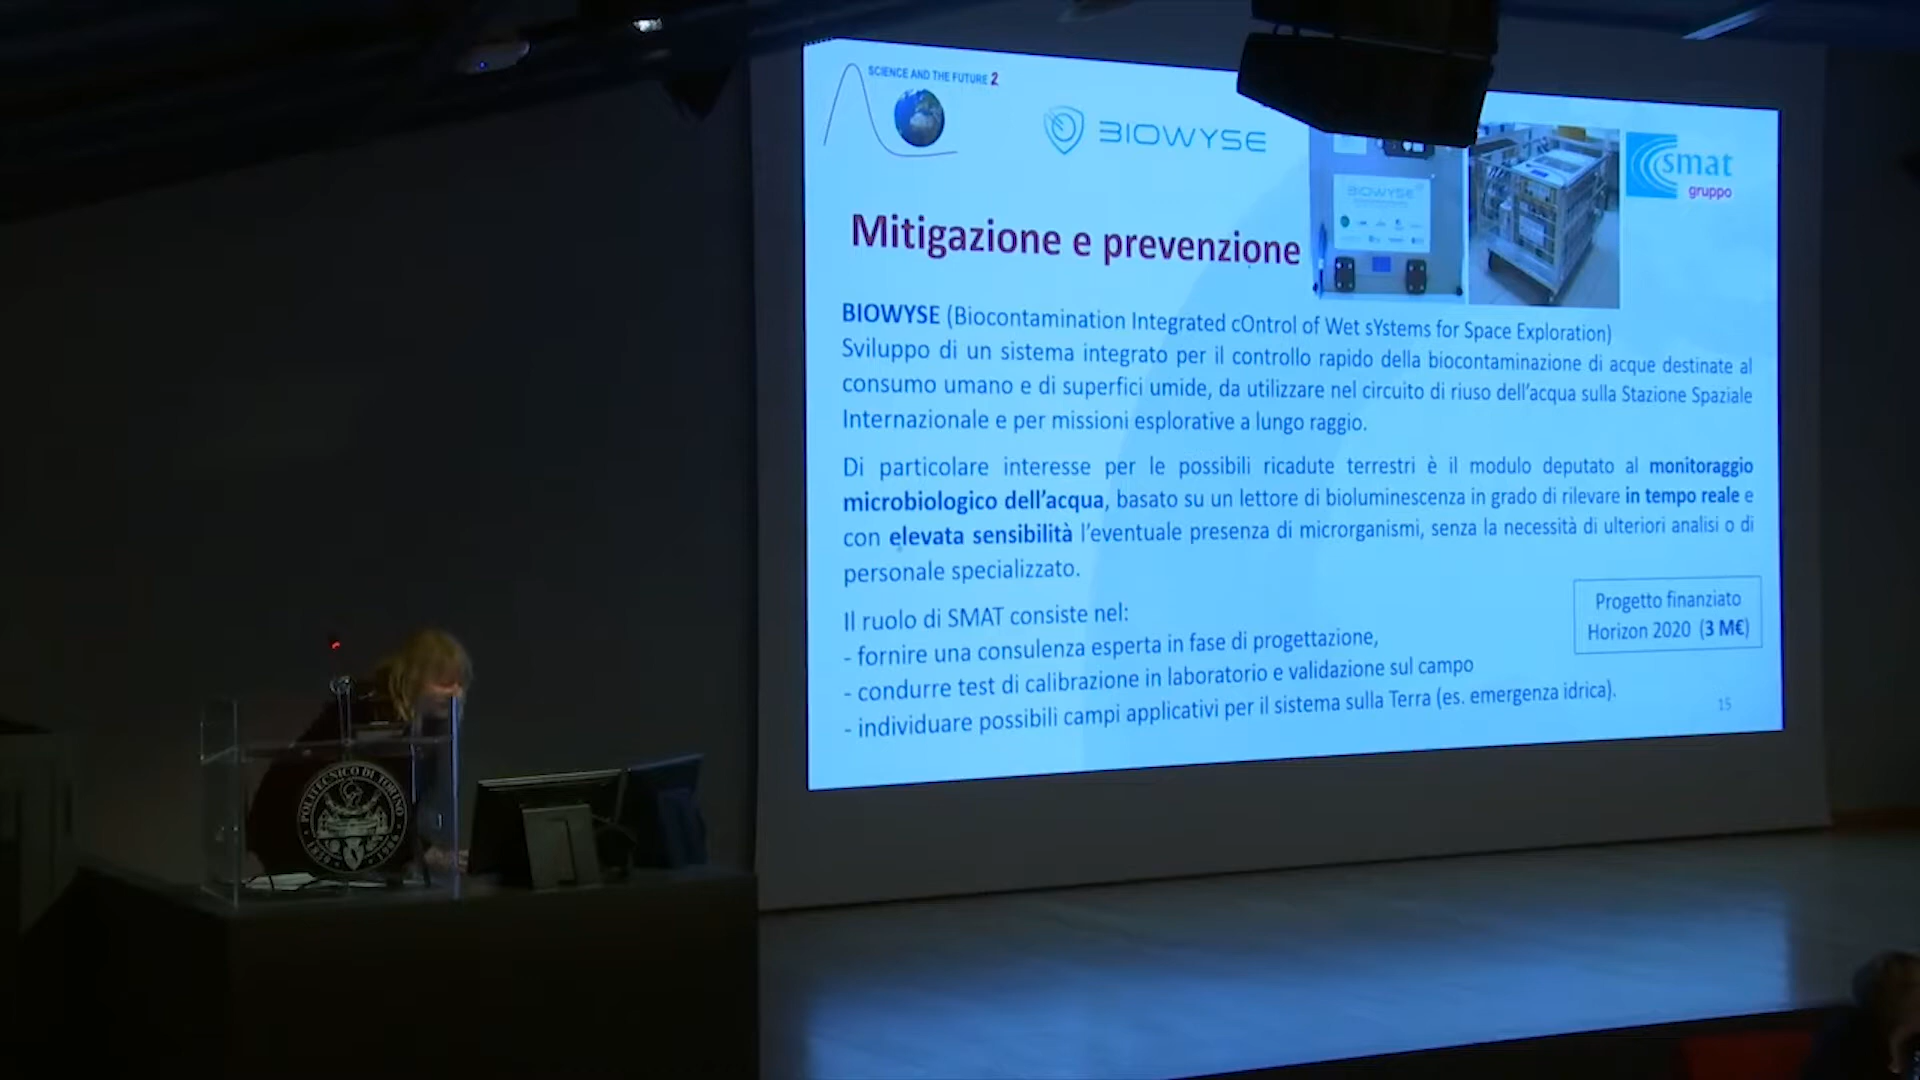 SCIENCE AND THE FUTURE 2
BIOWYSE
BIOWYSE
smat
gruppo
Mitigazione e prevenzione
BIOWYSE (Biocontamination Integrated cOntrol of Wet sYstems for Space Exploration)
Sviluppo di un sistema integrato per il controllo rapido della biocontaminazione di acque destinate al
consumo umano e di superfici umide, da utilizzare nel circuito di riuso dell'acqua sulla Stazione Spaziale
Internazionale e per missioni esplorative a lungo raggio.
Di particolare interesse per le possibili ricadute terrestri è il modulo deputato al monitoraggio
microbiologico dell'acqua, basato su un lettore di bioluminescenza in grado di rilevare in tempo reale e
con elevata sensibilità l'eventuale presenza di microrganismi, senza la necessità di ulteriori analisi o di
personale specializzato.
Il ruolo di SMAT consiste nel:
- fornire una consulenza esperta in fase di progettazione,
- condurre test di calibrazione in laboratorio e validazione sul campo
- individuare possibili campi applicativi per il sistema sulla Terra (es. emergenza idrica).
Progetto finanziato
Horizon 2020 (3 M€)
15
POLITECNICO DI TORINO
1859
1906